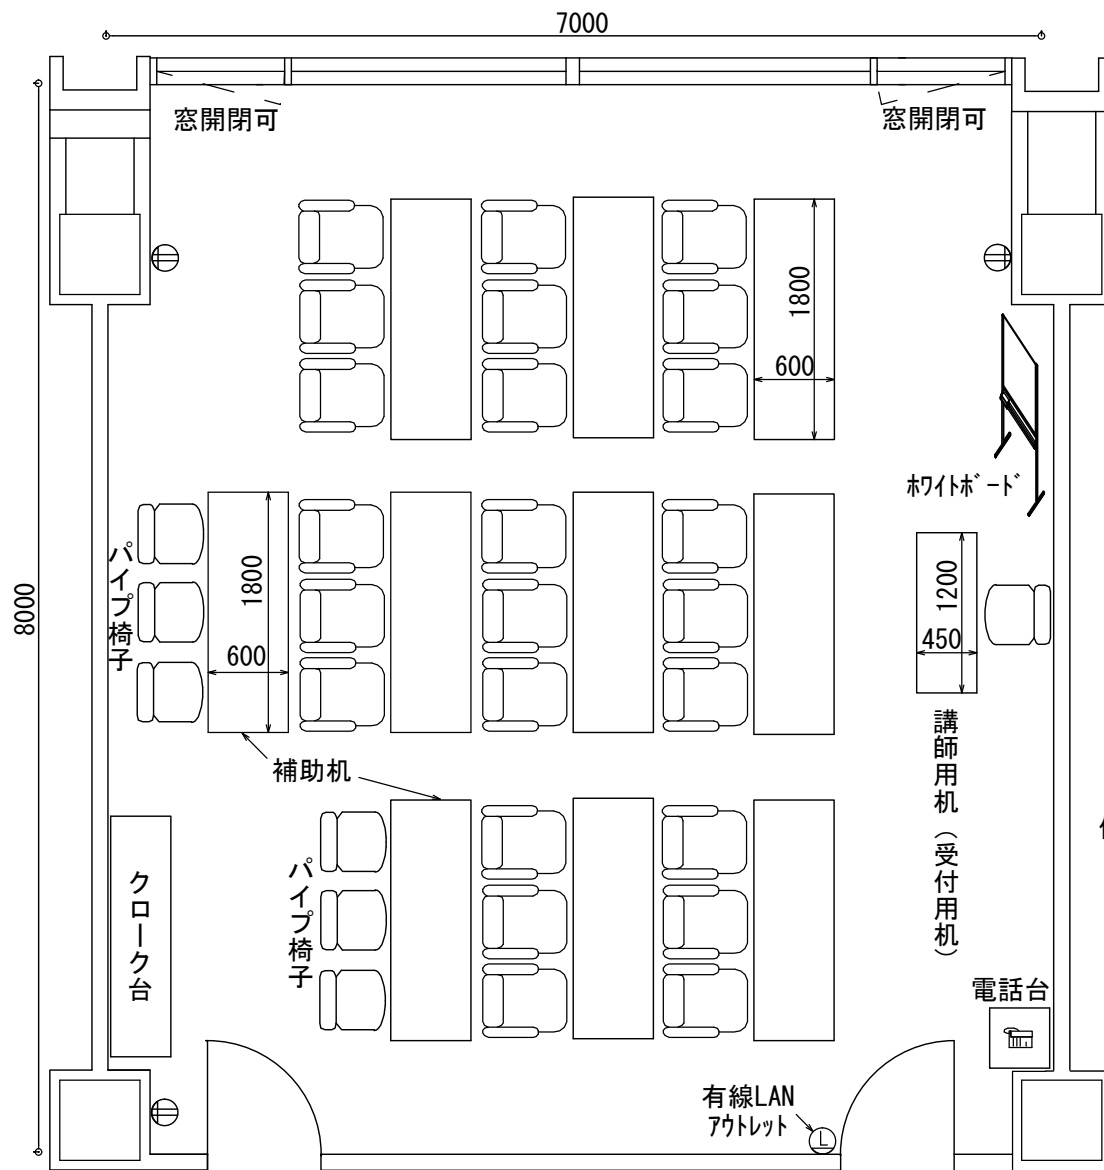 7000
窓開閉可
窓開閉可
8000
1800
600
ﾎﾜｲﾄﾎﾞｰﾄﾞ
パイプ椅子
1800
600
1200
450
補助机
講師用机（受付用机）
パイプ椅子
クローク台
電話台
有線LAN
ｱｳﾄﾚｯﾄ
L